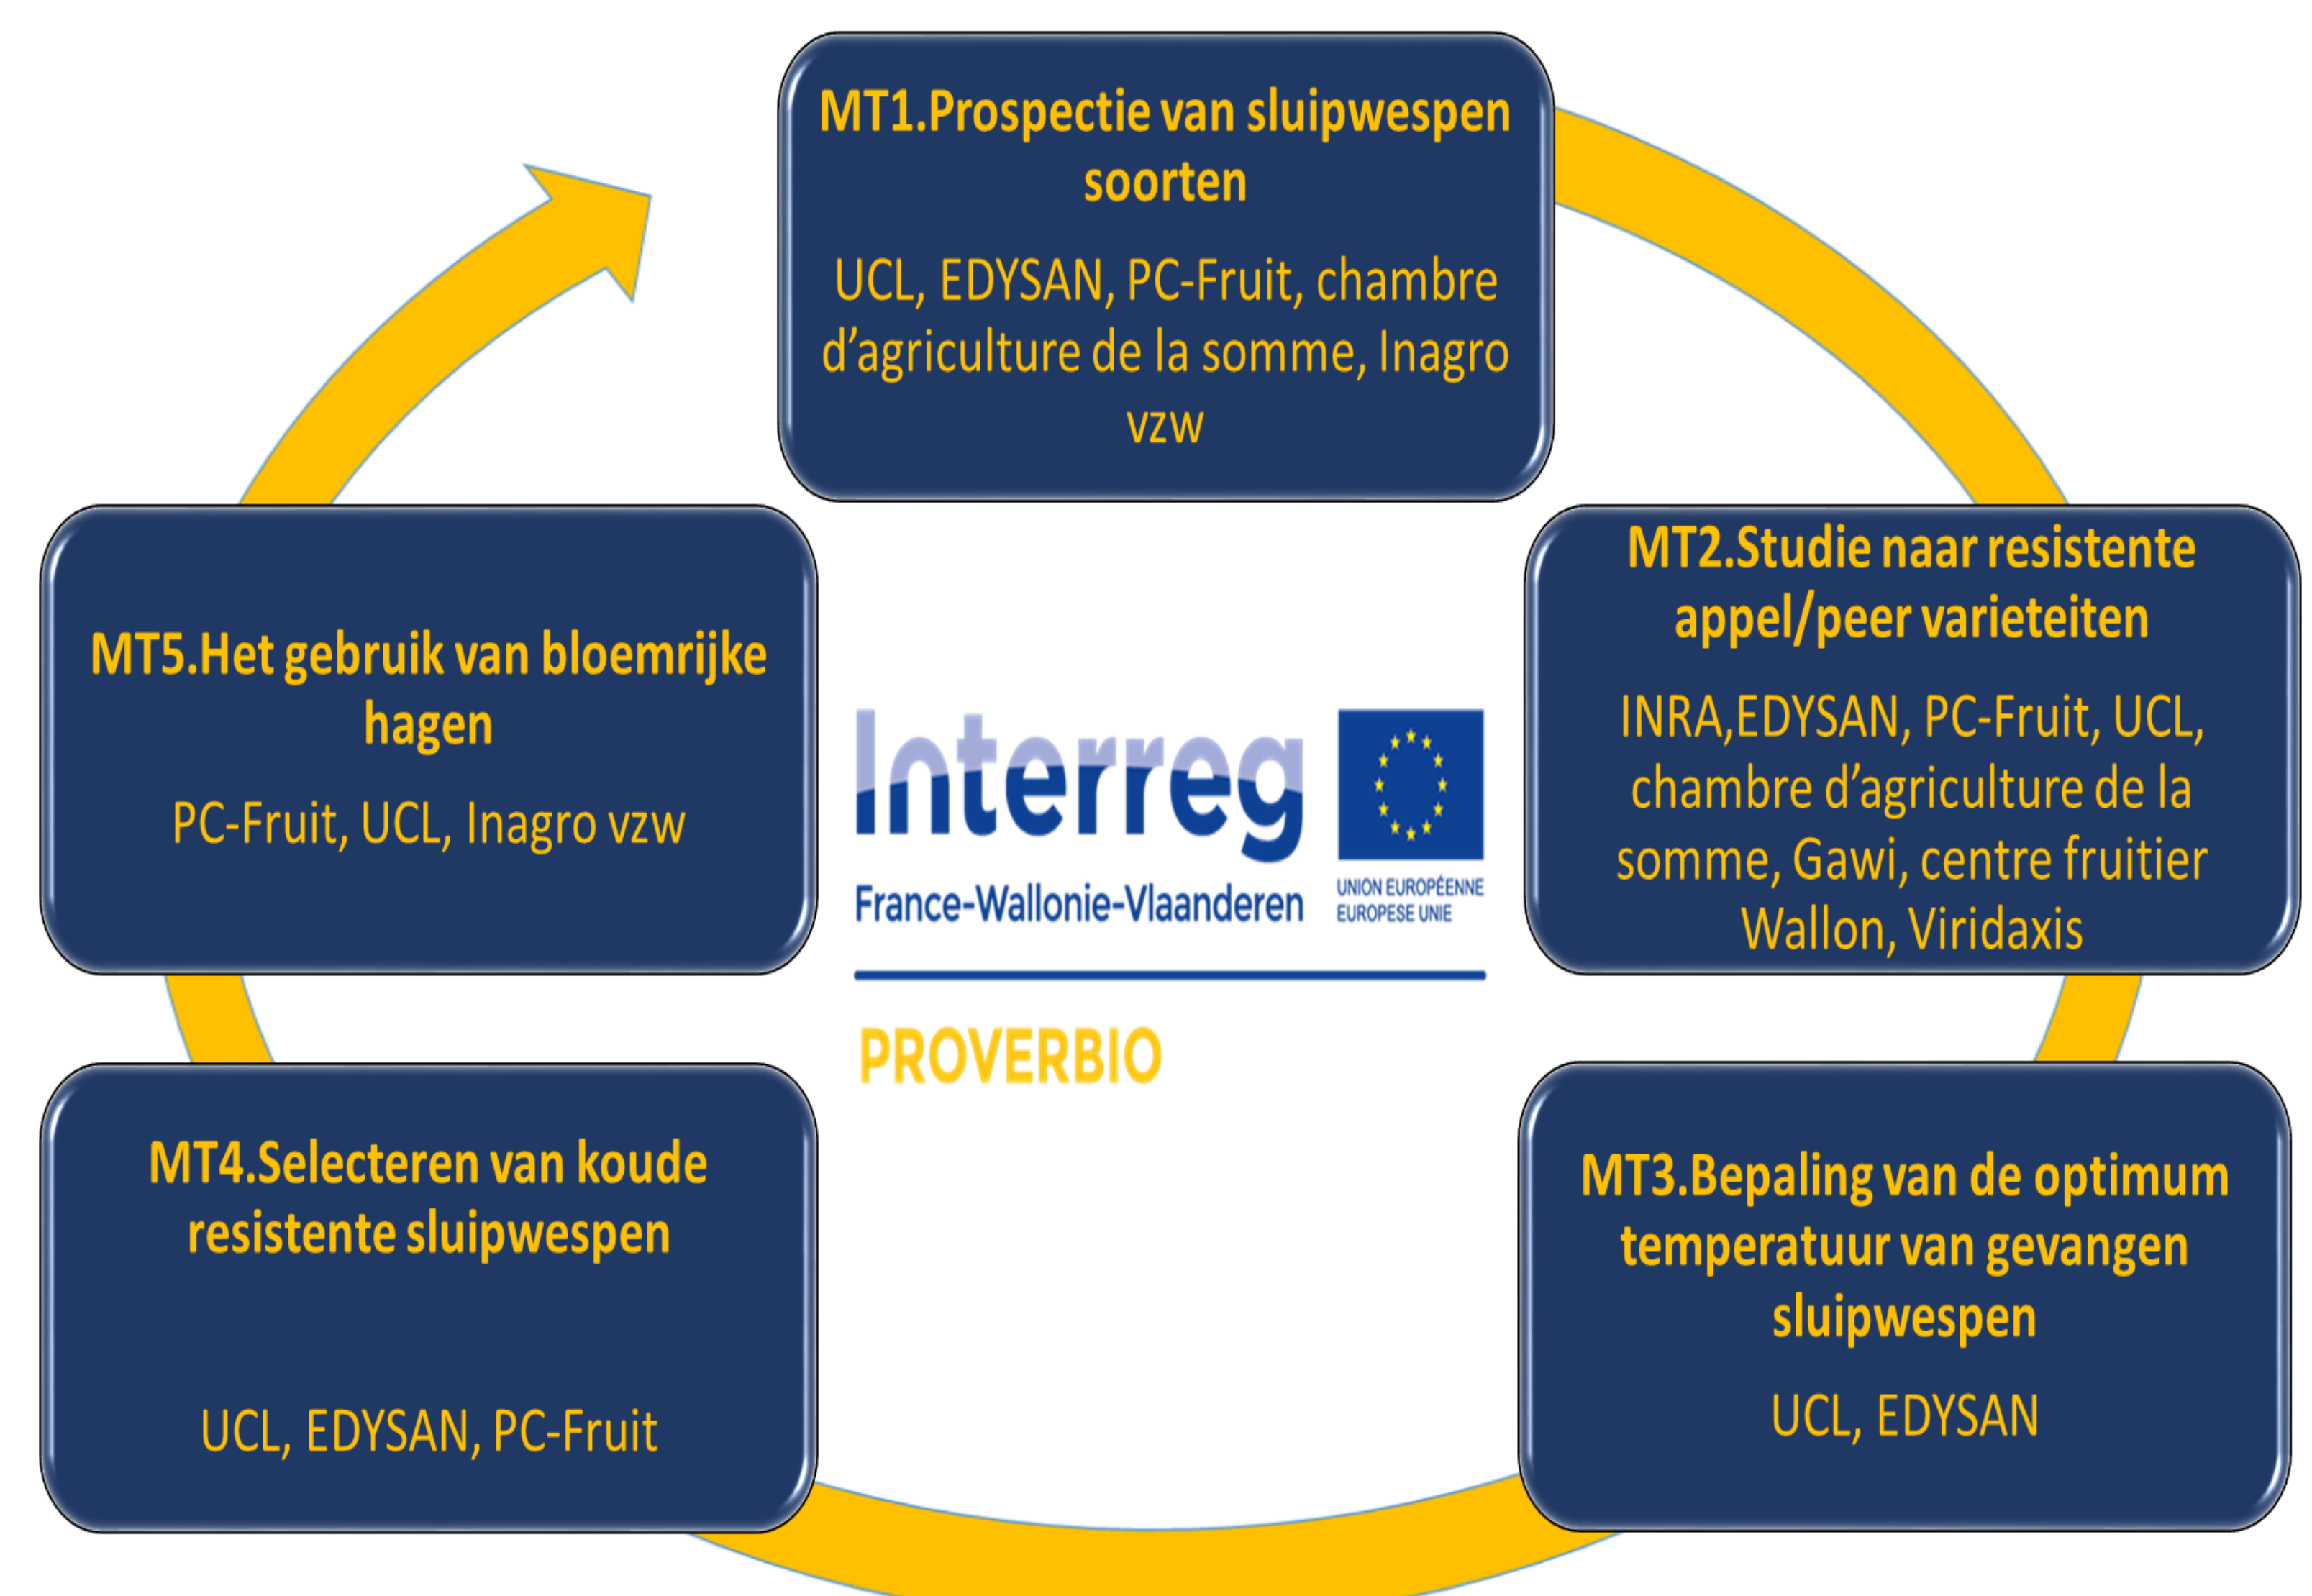 MT1.Prospectie van sluipwespen
soorten
UCL, EDYSAN, PC-Fruit, chambre
d'agriculture de la somme, Inagro
vzw
MT2.Studie naar resistente
appel/peer varieteiten
INRA,EDYSAN, PC-Fruit, UCL,
chambre d'agriculture de la
somme, Gawi, centre fruitier
Wallon, Viridaxis
MT3.Bepaling van de optimum
temperatuur van gevangen
sluipwespen
UCL, EDYSAN
MT4.Selecteren van koude
resistente sluipwespen
UCL, EDYSAN, PC-Fruit
MT5.Het gebruik van bloemrijke
hagen
PC-Fruit, UCL, Inagro vzw
Interreg
France-Wallonie-Vlaanderen
UNION EUROPÉENNE
EUROPESE UNIE
PROVERBIO